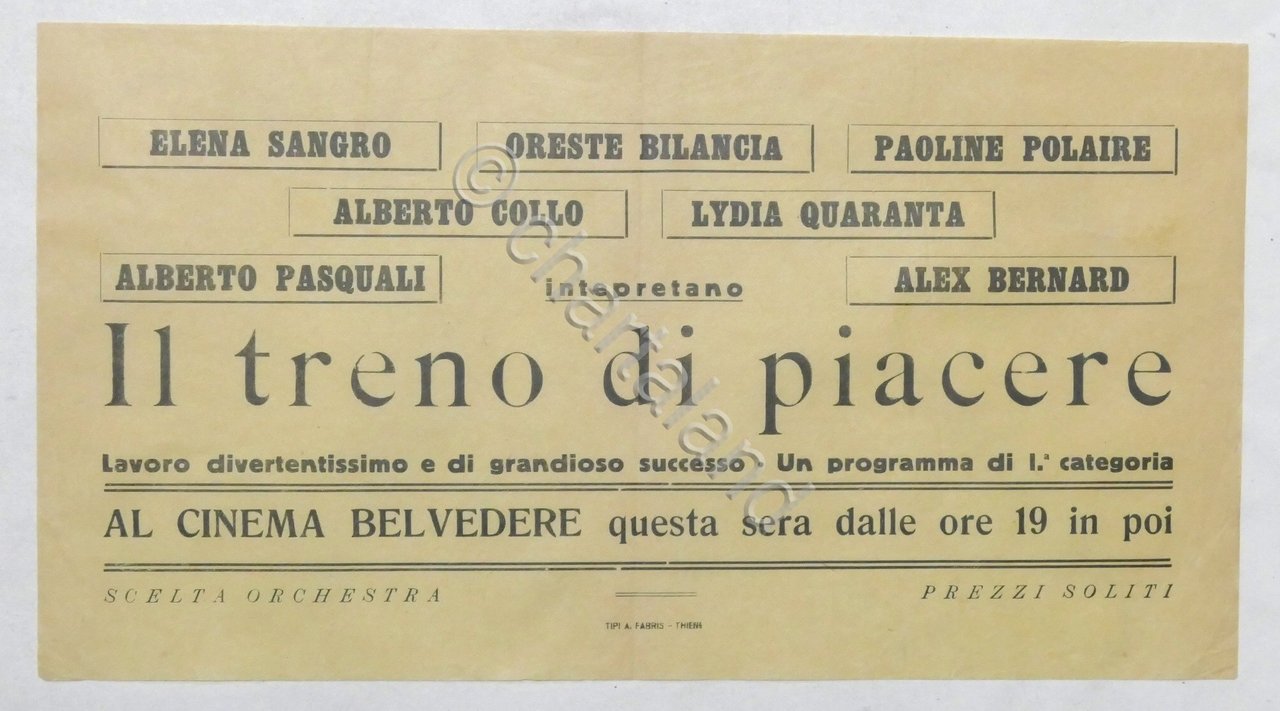 ELENA SANGRO ORESTE BILANCIA PAOLINE POLAIRE
ALBERTO COLLO LYDIA QUARANTA
ALBERTO PASQUALI intepretano ALEX BERNARD
Il treno di piacere
Lavoro divertentissimo e di grandioso successo - Un programma di I.ª categoria
AL CINEMA BELVEDERE questa sera dalle ore 19 in poi
SCELTA ORCHESTRA PREZZI SOLITI
TIPI A. FABRIS - THIENE
© chartaland